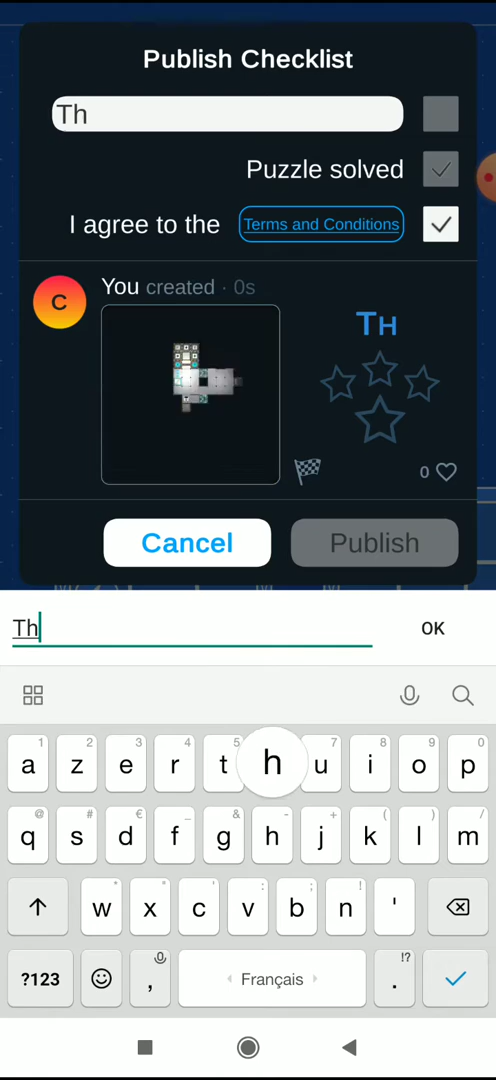 Publish Checklist
Th
Puzzle solved
I agree to the Terms and Conditions
C
You created · 0s
TH
0
Cancel Publish
Th OK
1 2 3 4 5 7 8 9 0
a z e r t h u i o p
@ # € _ & - + ( ) /
q s d f g h j k l m
* " ' : ; !
w x c v b n '
!?
?123 , Français .